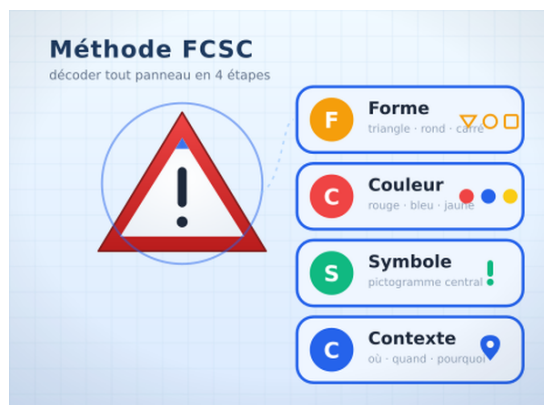 Méthode FCSC
décoder tout panneau en 4 étapes
F
Forme
triangle · rond · carré
C
Couleur
rouge · bleu · jaune
S
Symbole
pictogramme central
C
Contexte
où · quand · pourquoi